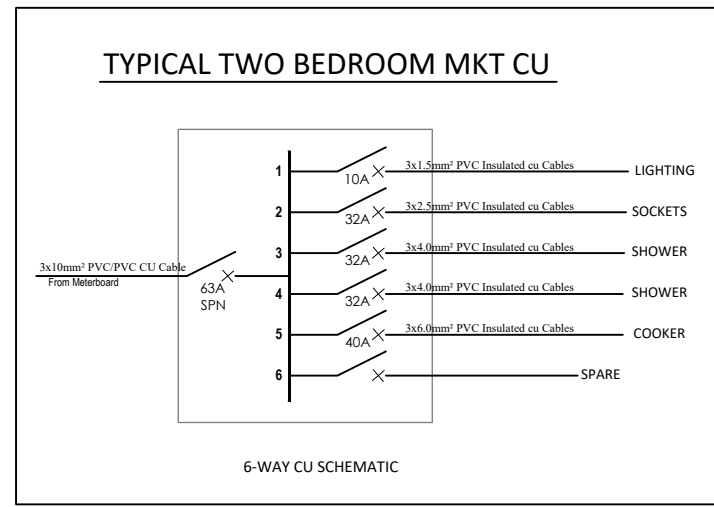 TYPICAL TWO BEDROOM MKT CU
1
10A
3x1.5mm² PVC Insulated cu Cables
LIGHTING
2
32A
3x2.5mm² PVC Insulated cu Cables
SOCKETS
3
32A
3x4.0mm² PVC Insulated cu Cables
SHOWER
3x10mm² PVC/PVC CU Cable
From Meterboard
63A
SPN
4
32A
3x4.0mm² PVC Insulated cu Cables
SHOWER
5
40A
3x6.0mm² PVC Insulated cu Cables
COOKER
6
SPARE
6-WAY CU SCHEMATIC